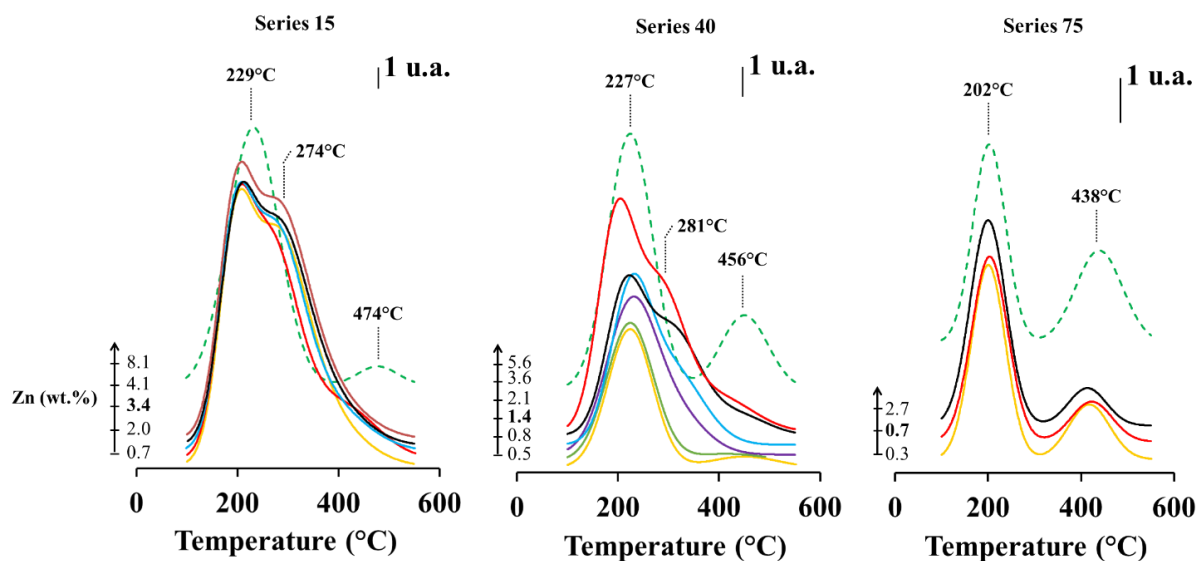 Series 15
1 u.a.
229°C
274°C
474°C
Zn (wt.%)
8.1
4.1
3.4
2.0
0.7
0
200
400
600
Temperature (°C)
Series 40
1 u.a.
227°C
281°C
456°C
5.6
3.6
2.1
1.4
0.8
0.5
0
200
400
600
Temperature (°C)
Series 75
1 u.a.
202°C
438°C
2.7
0.7
0.3
0
200
400
600
Temperature (°C)